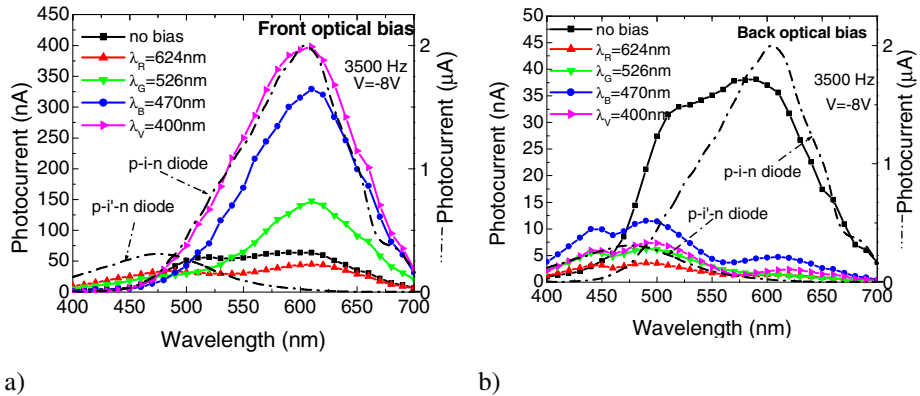 Front optical bias
no bias
λR=624nm
λG=526nm
λB=470nm
λV=400nm
3500 Hz
V=-8V
p-i-n diode
p-i'-n diode
450
400
350
300
250
200
150
100
50
0
2
1
0
400 450 500 550 600 650 700
Photocurrent (nA)
Photocurrent (µA)
Wavelength (nm)
a)
Back optical bias
no bias
λR=624nm
λG=526nm
λB=470nm
λV=400nm
3500 Hz
V=-8V
p-i-n diode
p-i'-n diode
50
45
40
35
30
25
20
15
10
5
0
2
1
0
400 450 500 550 600 650 700
Photocurrent (nA)
Photocurrent (µA)
Wavelength (nm)
b)